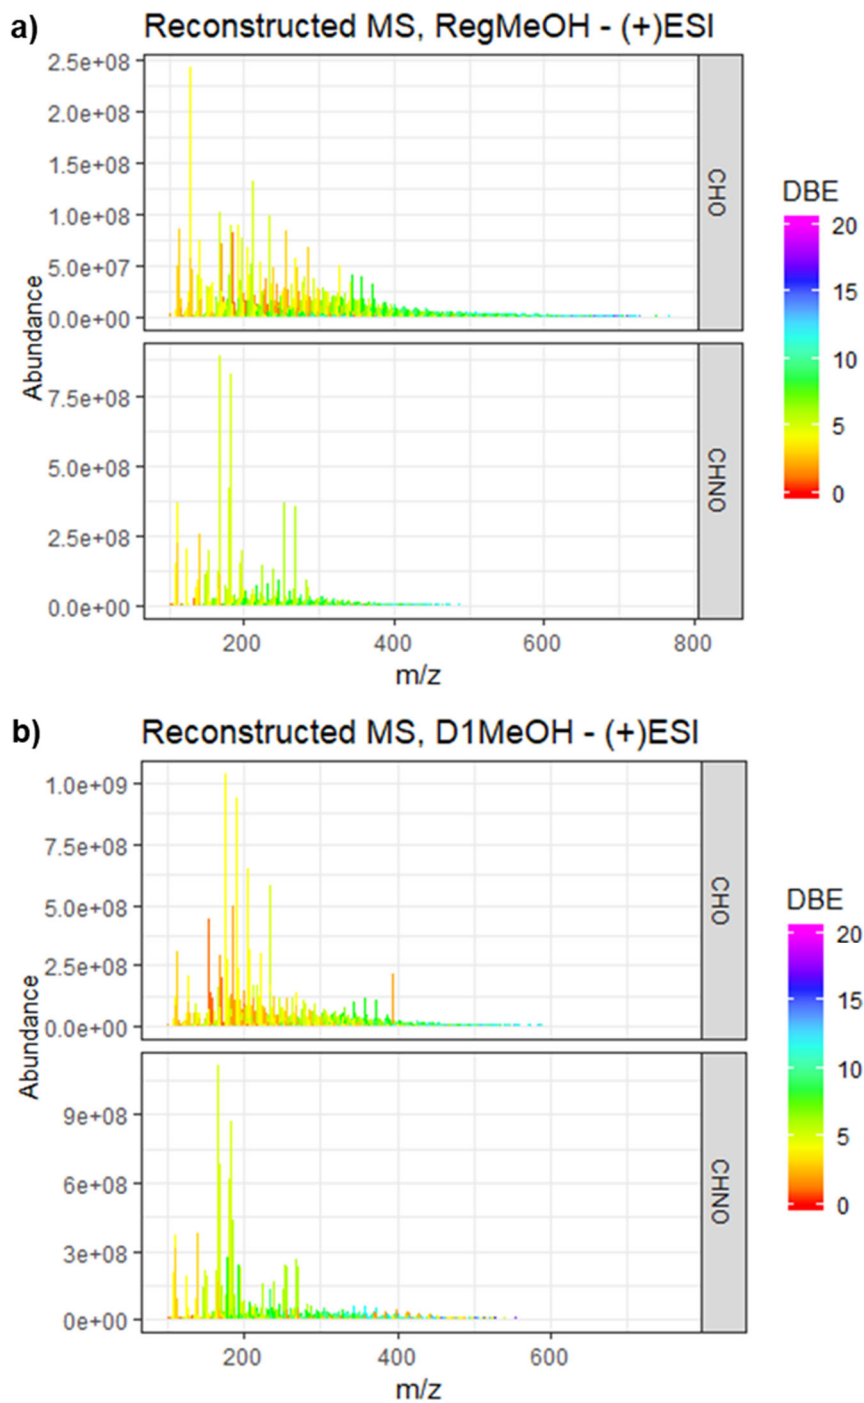 a)
Reconstructed MS, RegMeOH - (+)ESI
2.5e+08
2.0e+08
1.5e+08
1.0e+08
5.0e+07
0.0e+00
CHO
7.5e+08
5.0e+08
2.5e+08
0.0e+00
CHNO
Abundance
200
400
600
800
m/z
DBE
20
15
10
5
0
b)
Reconstructed MS, D1MeOH - (+)ESI
1.0e+09
7.5e+08
5.0e+08
2.5e+08
0.0e+00
CHO
9e+08
6e+08
3e+08
0e+00
CHNO
Abundance
200
400
600
m/z
DBE
20
15
10
5
0